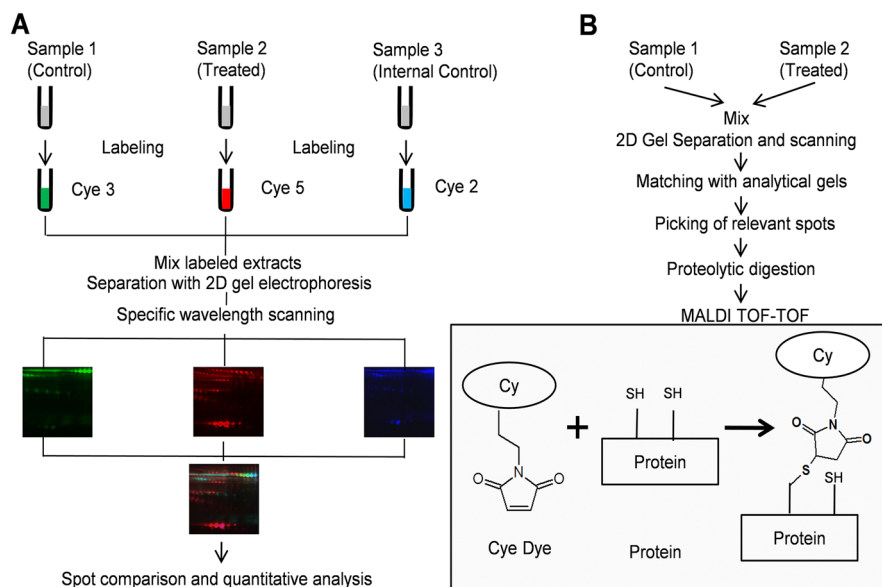 A
Sample 1
(Control)
Sample 2
(Treated)
Sample 3
(Internal Control)
Labeling
Labeling
Cye 3
Cye 5
Cye 2
Mix labeled extracts
Separation with 2D gel electrophoresis
Specific wavelength scanning
Spot comparison and quantitative analysis
B
Sample 1
(Control)
Sample 2
(Treated)
Mix
2D Gel Separation and scanning
Matching with analytical gels
Picking of relevant spots
Proteolytic digestion
MALDI TOF-TOF
Cy
N
O
O
Cye Dye
+
SH
SH
Protein
Protein
Cy
N
O
O
S
SH
Protein